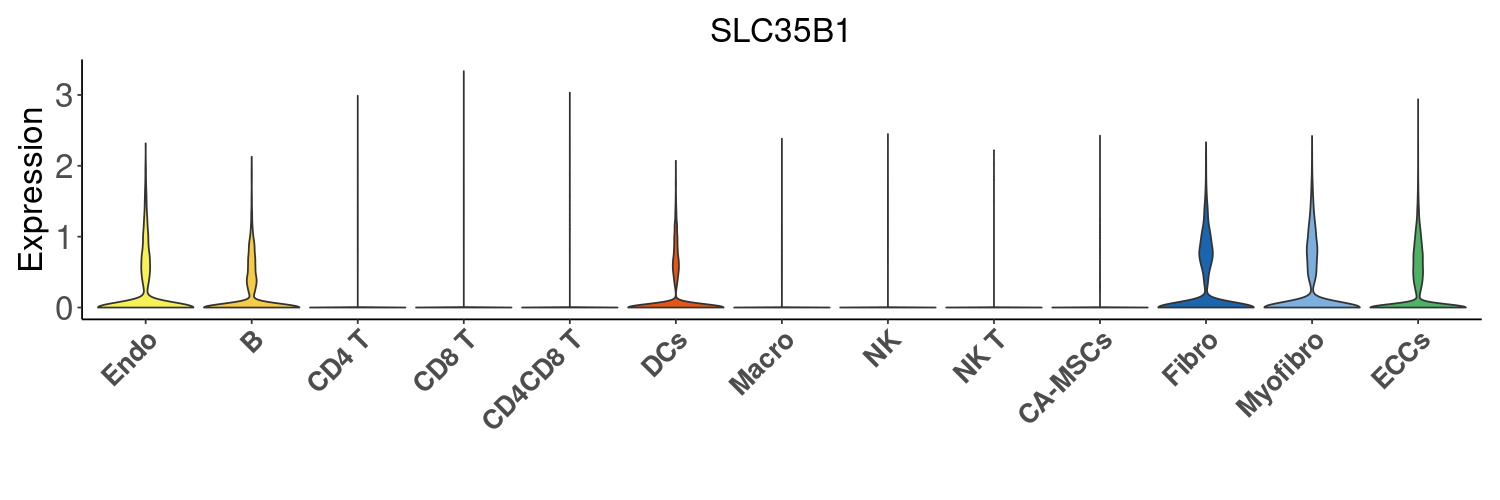 SLC35B1
Expression
3
2
1
0
Endo
B
CD4 T
CD8 T
CD4CD8 T
DCs
Macro
NK
NK T
CA-MSCs
Fibro
Myofibro
ECCs